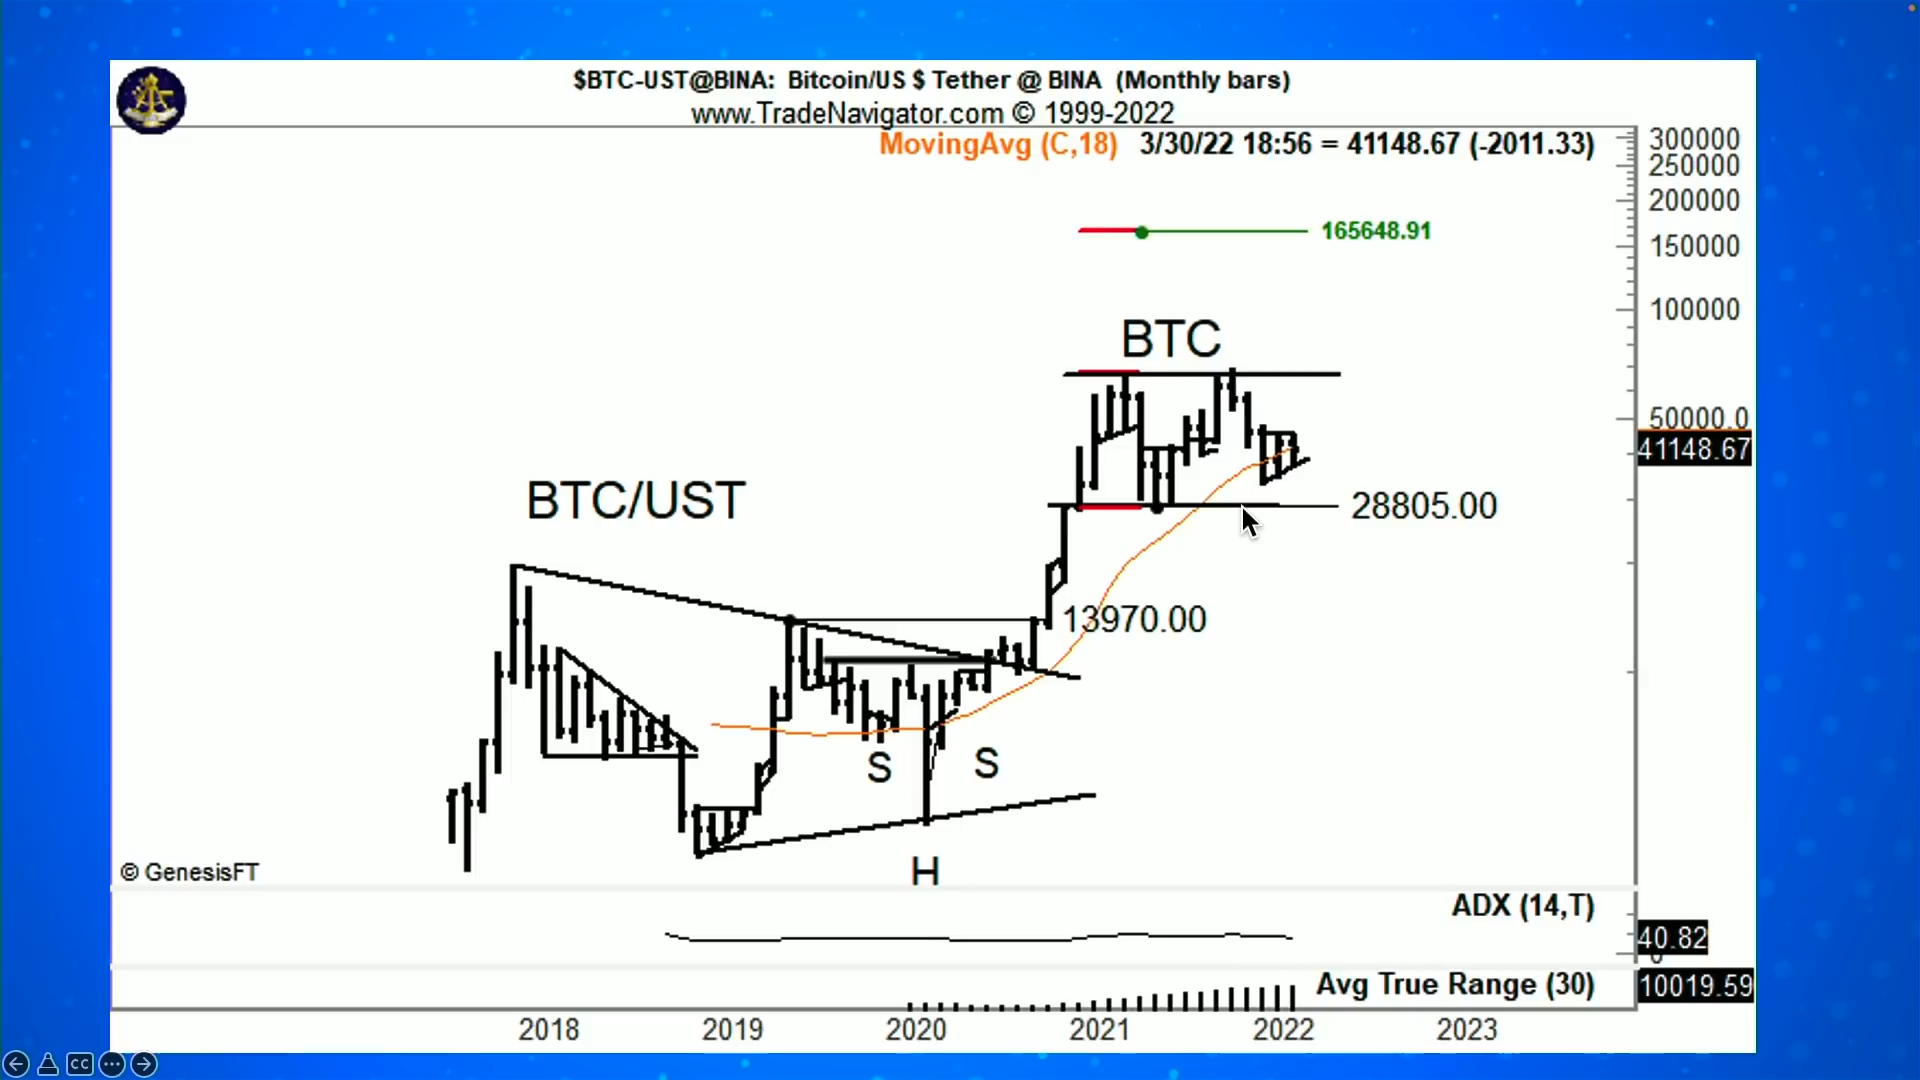 $BTC-UST@BINA: Bitcoin/US $ Tether @ BINA (Monthly bars)
www.TradeNavigator.com © 1999-2022
MovingAvg (C,18) 3/30/22 18:56 = 41148.67 (-2011.33)
300000
250000
200000
165648.91
150000
100000
BTC
50000.0
41148.67
BTC/UST
28805.00
13970.00
S
S
H
© GenesisFT
ADX (14,T)
40.82
0
Avg True Range (30)
10019.59
2018 2019 2020 2021 2022 2023
CC